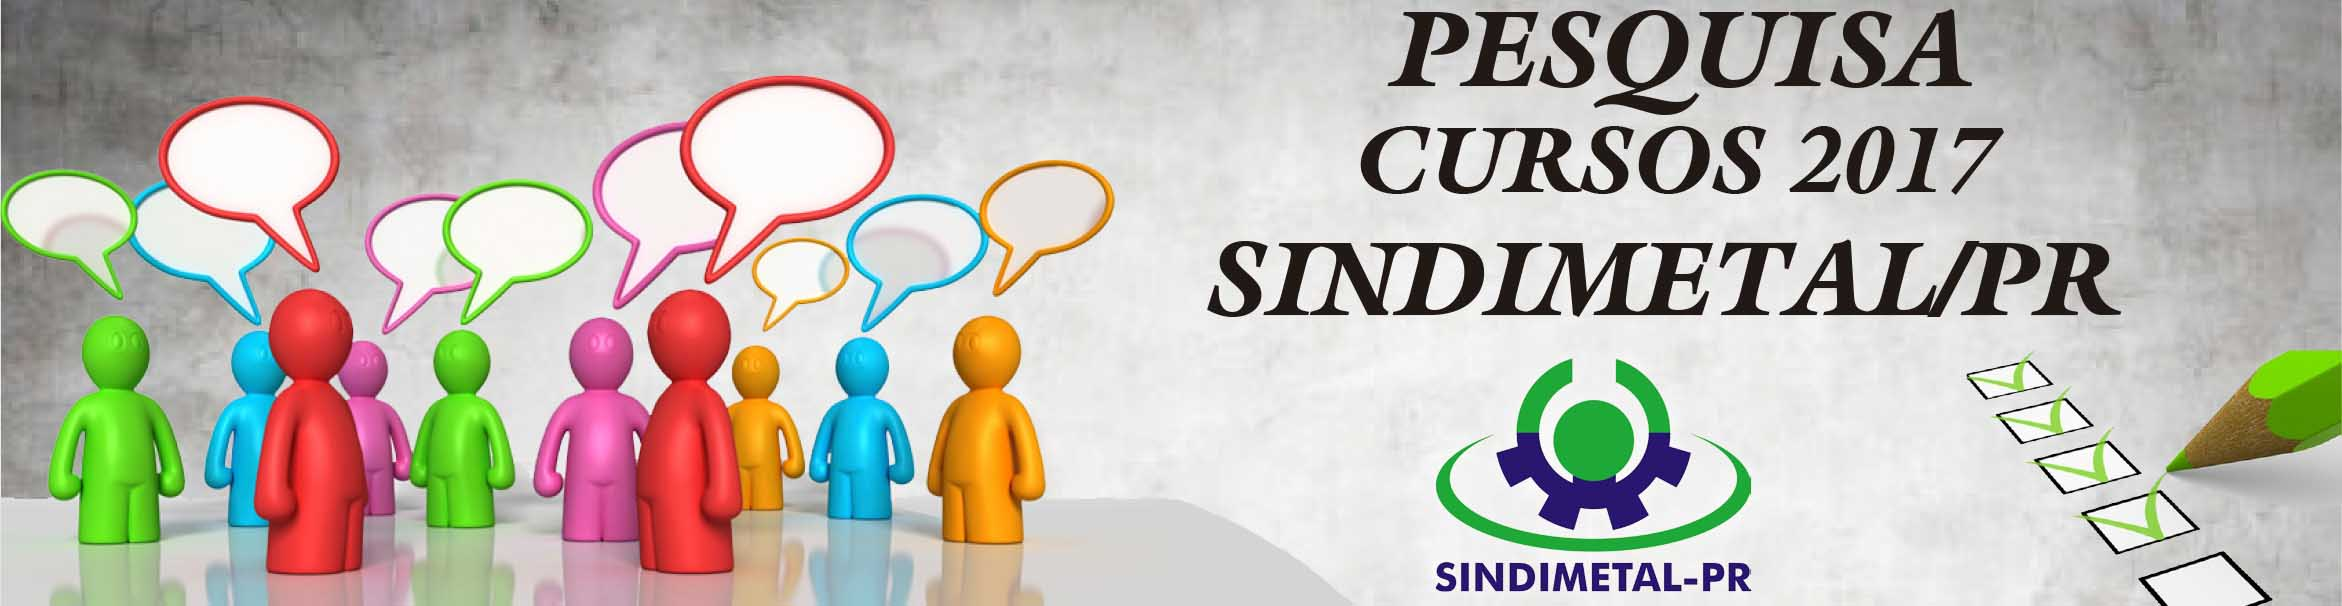 PESQUISA
CURSOS 2017
SINDIMETAL/PR
SINDIMETAL-PR